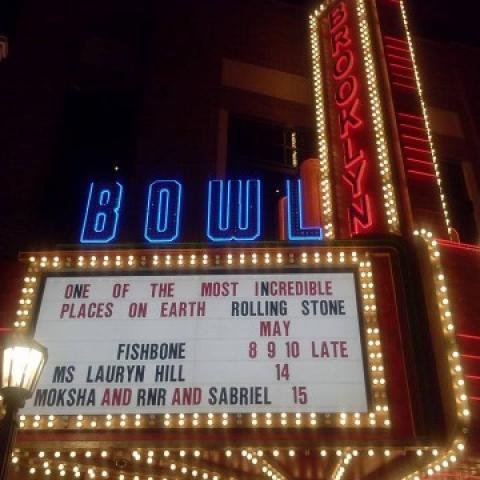 BROOKLYN
BOWL
ONE OF THE MOST INCREDIBLE
PLACES ON EARTH ROLLING STONE
MAY
FISHBONE 8 9 10 LATE
MS LAURYN HILL 14
MOKSHA AND RNR AND SABRIEL 15